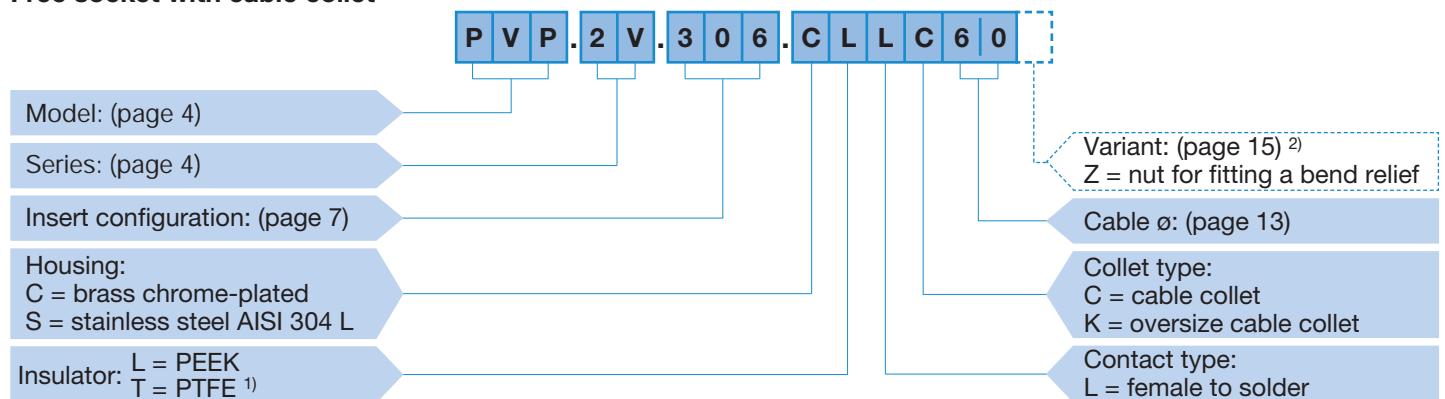 Free socket with cable collet
PVP.2V.306.CLLC60
Model: (page 4)
Series: (page 4)
Insert configuration: (page 7)
Housing:
C = brass chrome-plated
S = stainless steel AISI 304 L
Insulator: L = PEEK
T = PTFE 1)
Variant: (page 15) 2)
Z = nut for fitting a bend relief
Cable ø: (page 13)
Collet type:
C = cable collet
K = oversize cable collet
Contact type:
L = female to solder